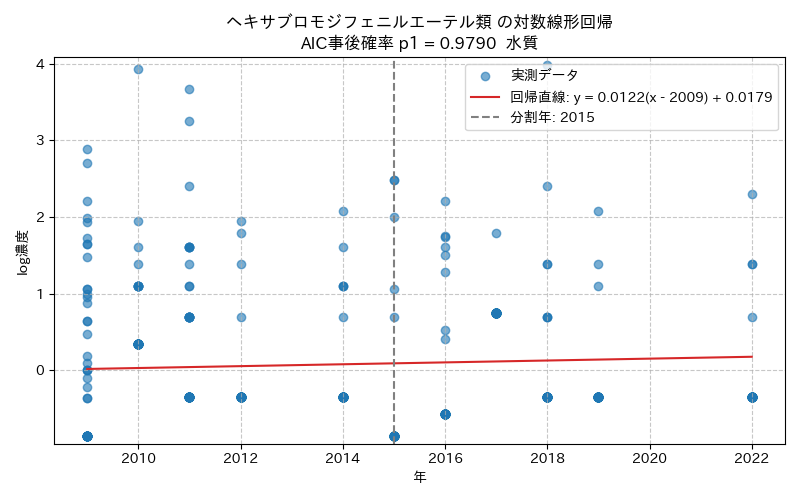 ヘキサブロモジフェニルエーテル類 の対数線形回帰
AIC事後確率 p1 = 0.9790  水質
実測データ
回帰直線: y = 0.0122(x - 2009) + 0.0179
分割年: 2015
log濃度
4
3
2
1
0
2010 2012 2014 2016 2018 2020 2022
年